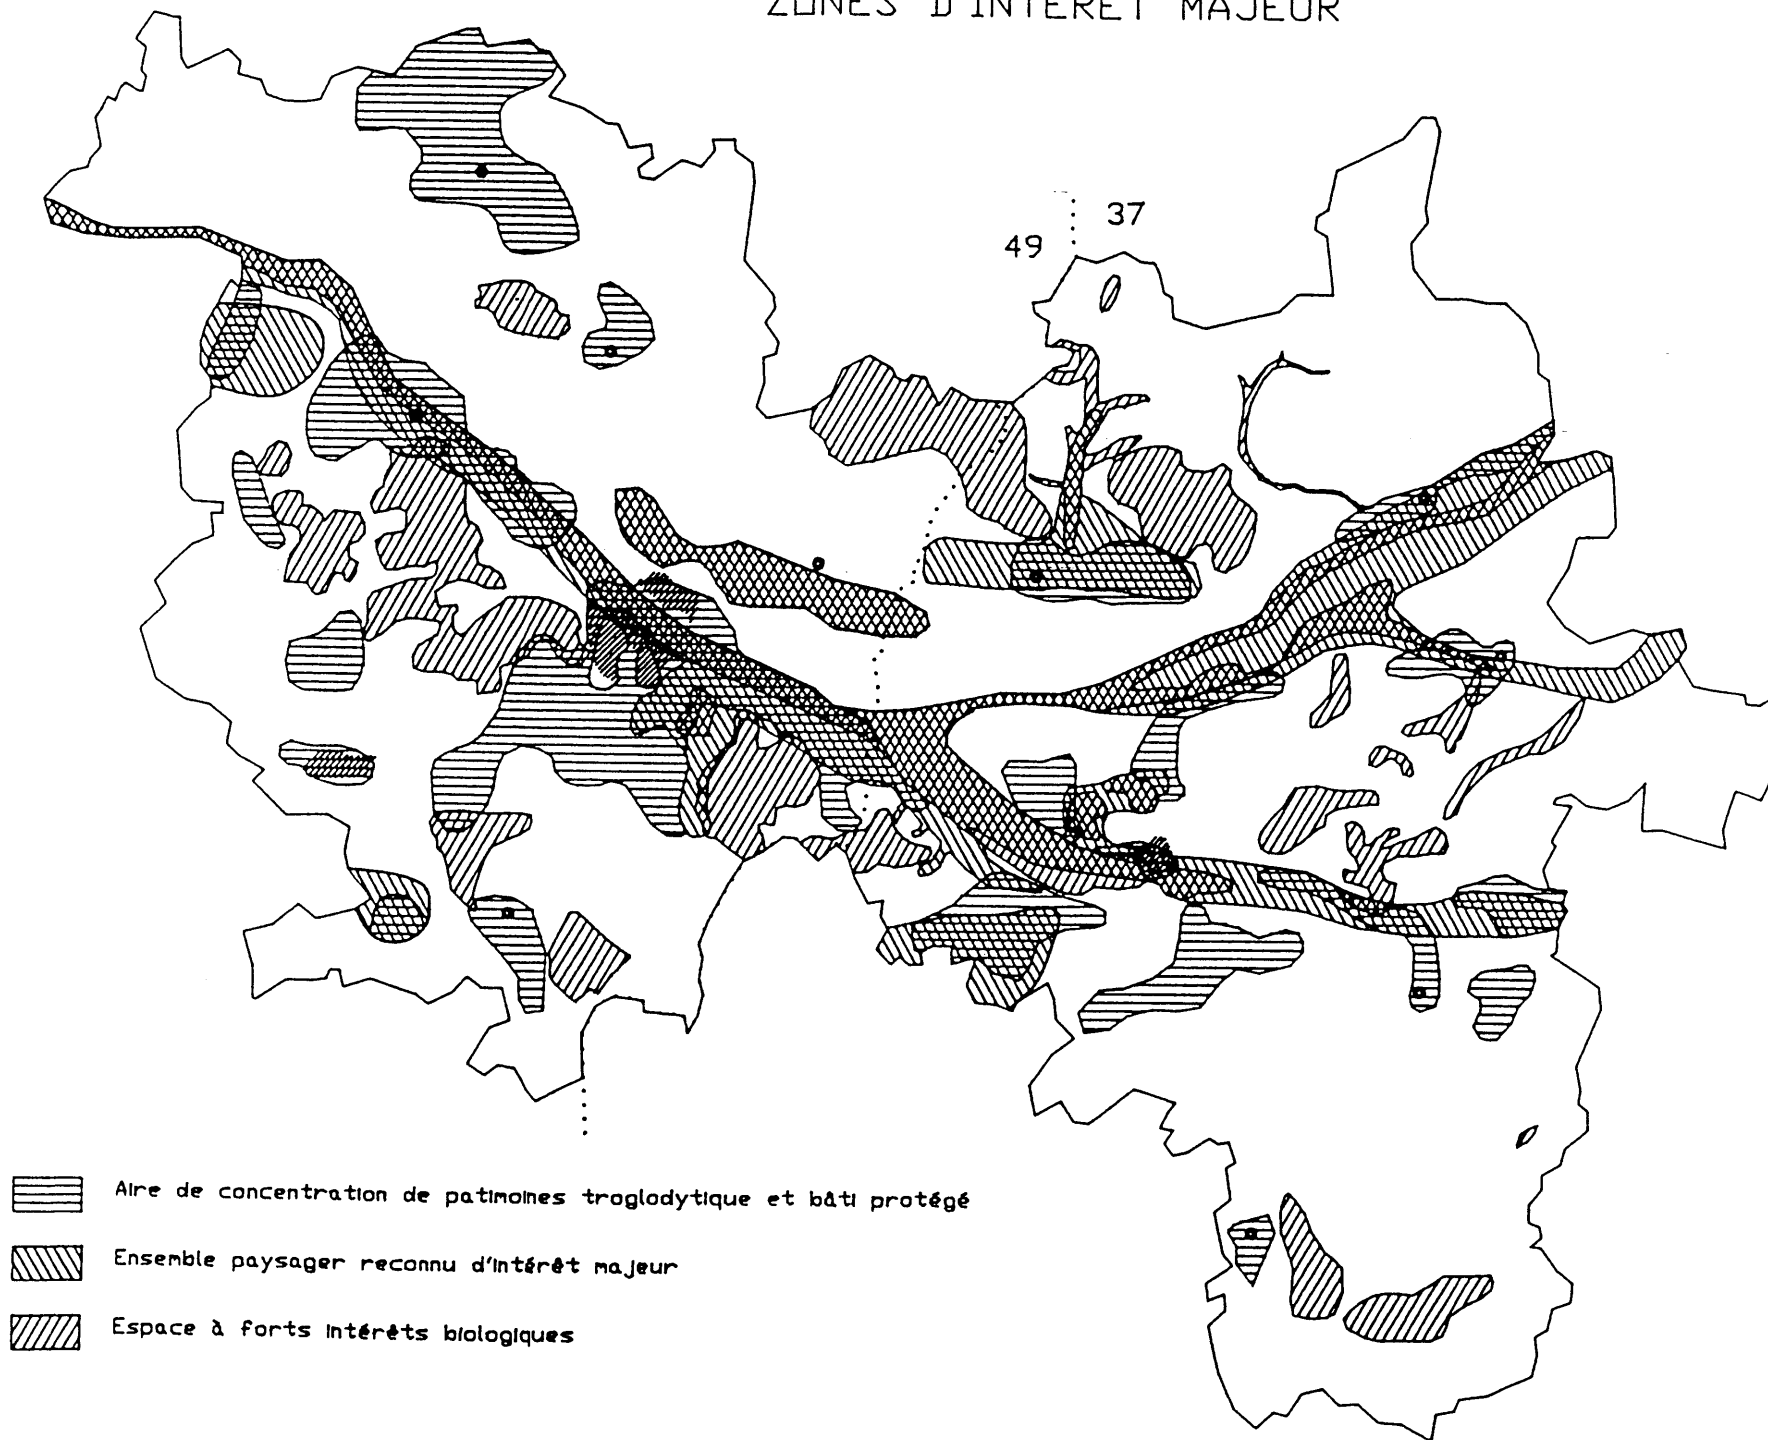 ZONES D'INTERET MAJEUR
37
49
Aire de concentration de patimoines troglodytique et bâti protégé
Ensemble paysager reconnu d'intérêt majeur
Espace à forts intérêts biologiques